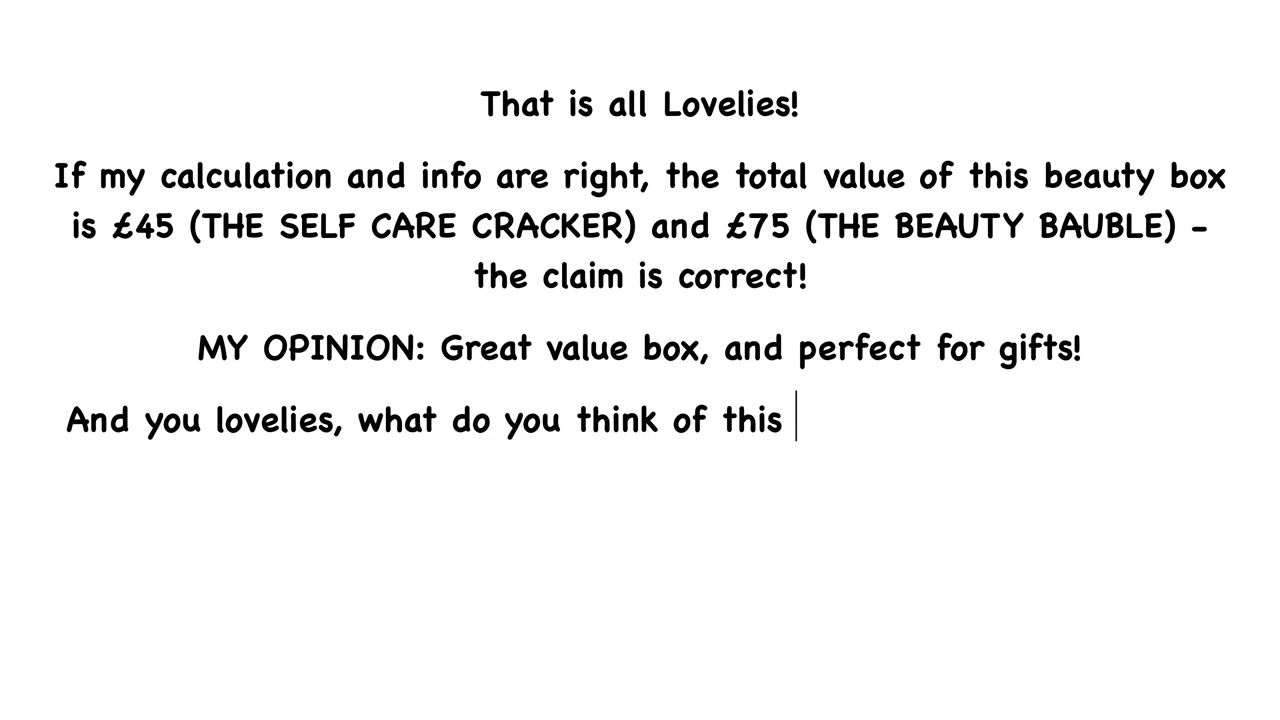 That is all Lovelies!
If my calculation and info are right, the total value of this beauty box
is £45 (THE SELF CARE CRACKER) and £75 (THE BEAUTY BAUBLE) -
the claim is correct!
MY OPINION: Great value box, and perfect for gifts!
And you lovelies, what do you think of this